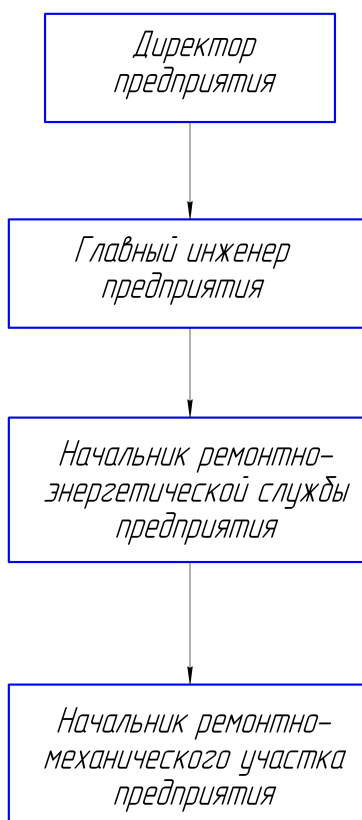 Директор
предприятия
Главный инженер
предприятия
Начальник ремонтно-
энергетической службы
предприятия
Начальник ремонтно-
механического участка
предприятия